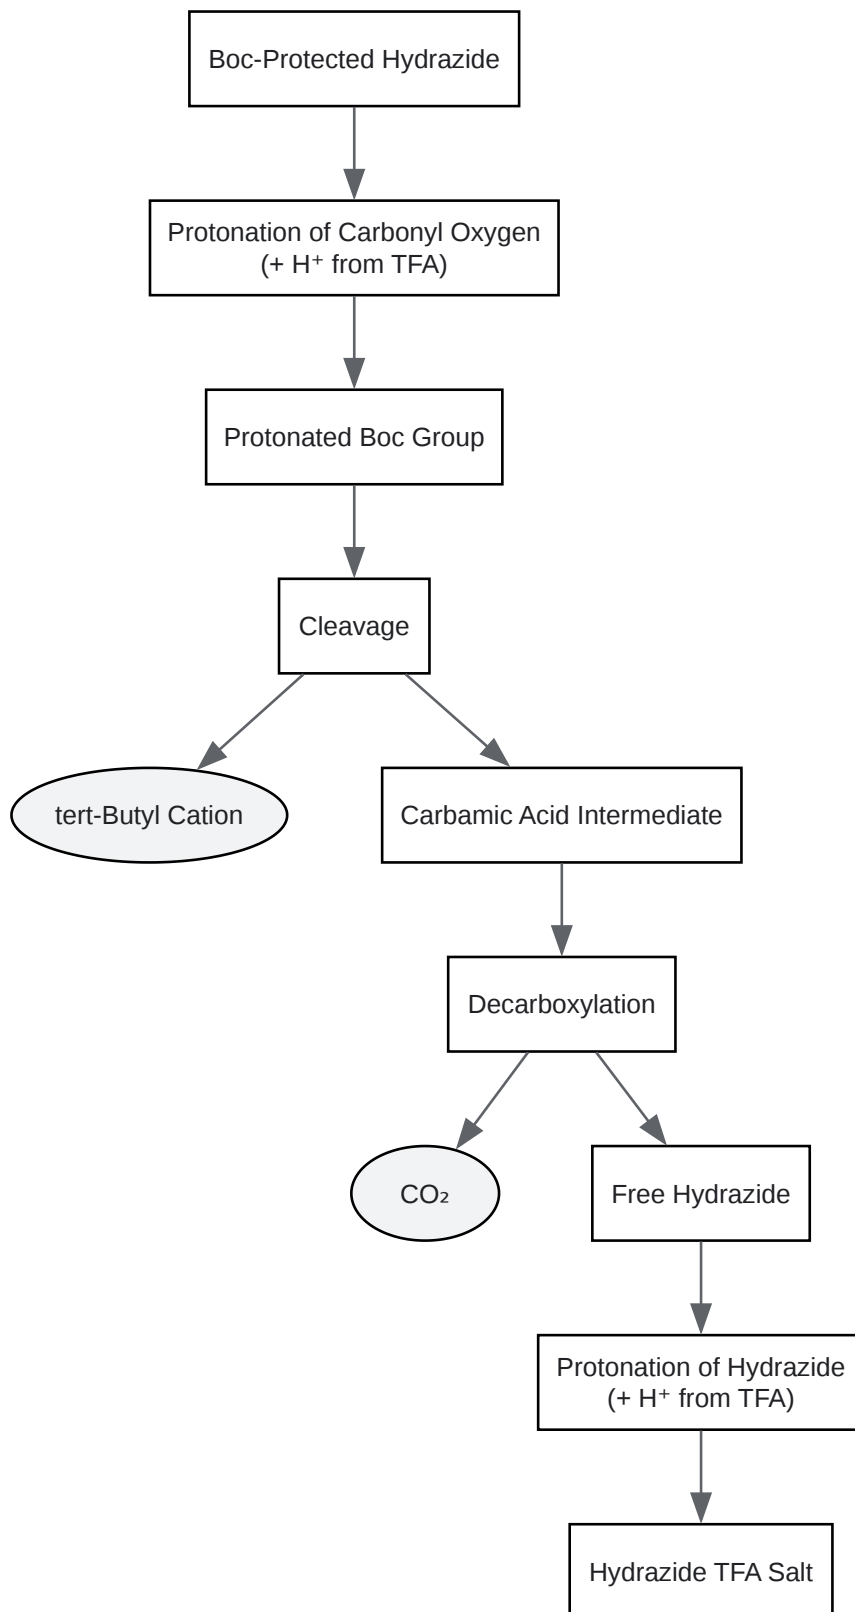 Boc-Protected Hydrazide
Protonation of Carbonyl Oxygen
(+ H⁺ from TFA)
Protonated Boc Group
Cleavage
tert-Butyl Cation
Carbamic Acid Intermediate
Decarboxylation
CO₂
Free Hydrazide
Protonation of Hydrazide
(+ H⁺ from TFA)
Hydrazide TFA Salt